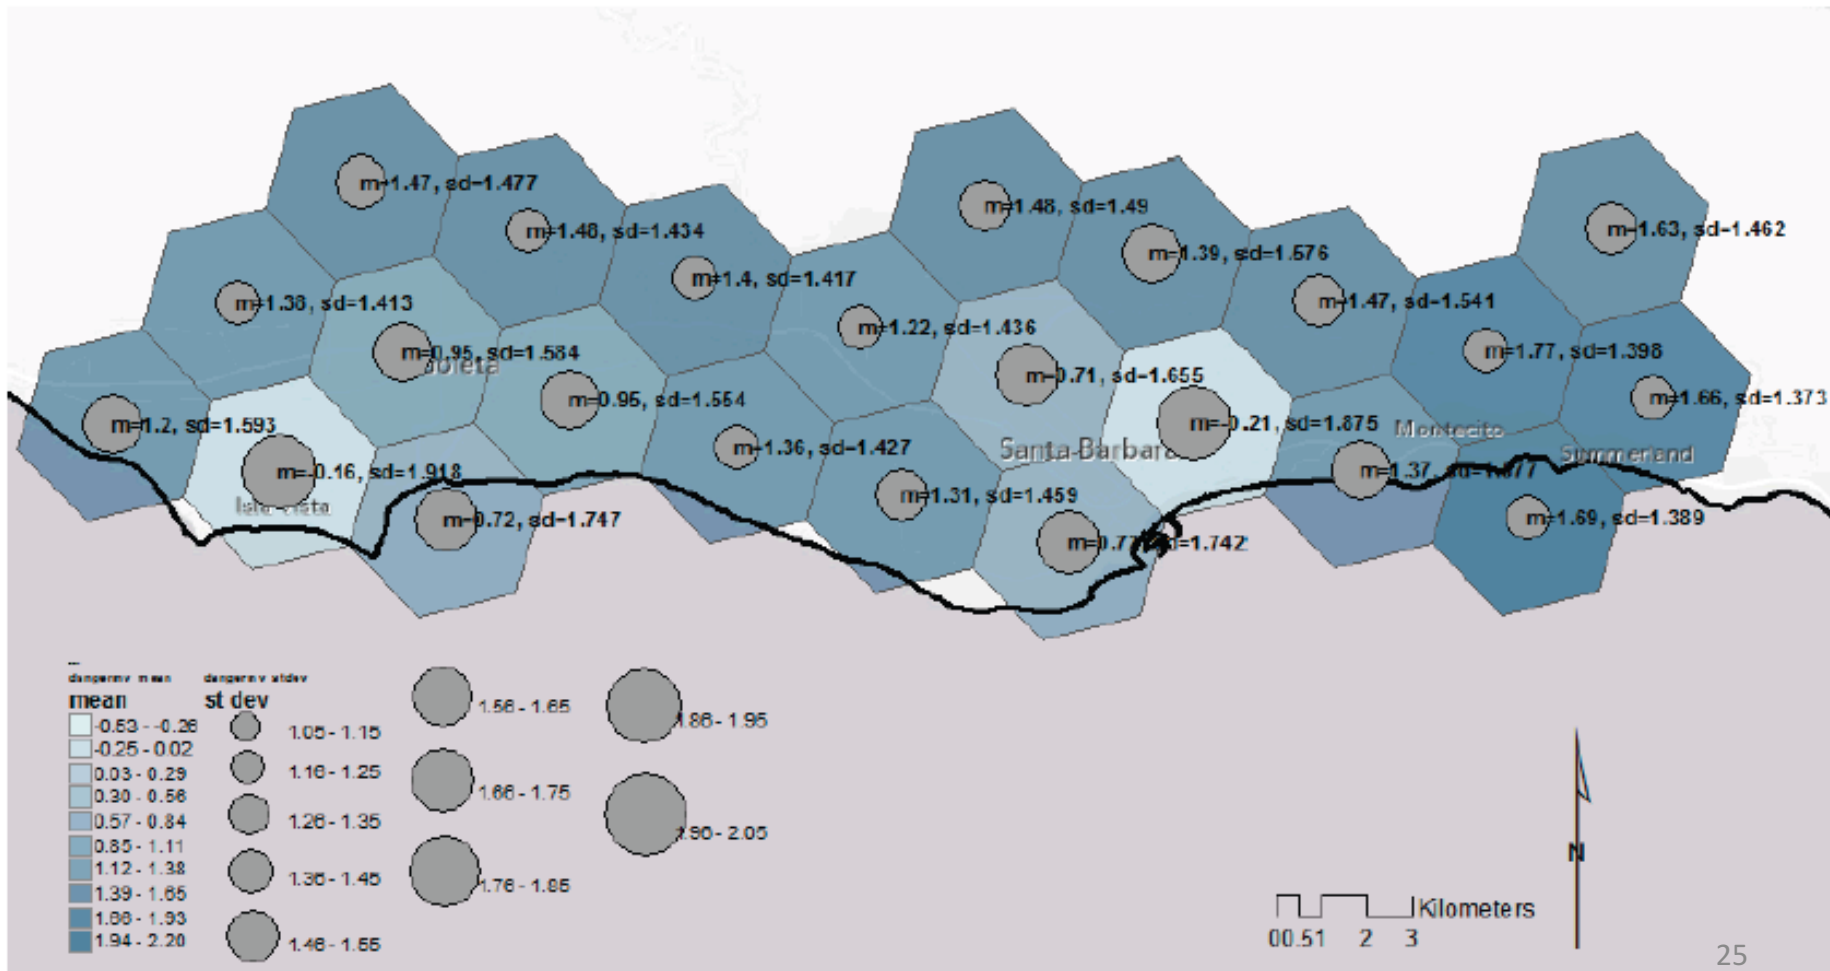 m=1.47, sd=1.477
m=1.48, sd=1.434
m=1.4, sd=1.417
m=1.48, sd=1.49
m=1.39, sd=1.576
m=1.63, sd=1.462
m=1.38, sd=1.413
m=1.22, sd=1.436
m=1.47, sd=1.541
m=0.95, sd=1.584
Goleta
m=0.95, sd=1.554
m=0.71, sd=1.655
m=1.77, sd=1.398
m=1.66, sd=1.373
m=1.2, sd=1.593
m=-0.16, sd=1.918
Isla Vista
m=0.72, sd=1.747
m=1.36, sd=1.427
m=1.31, sd=1.459
Santa Barbara
m=-0.21, sd=1.875
Montecito
Summerland
m=1.37,
m=1.69, sd=1.389
sd=1.742
mean
-0.53 - -0.26
-0.25 - 0.02
0.03 - 0.29
0.30 - 0.56
0.57 - 0.84
0.85 - 1.11
1.12 - 1.38
1.39 - 1.65
1.66 - 1.93
1.94 - 2.20
st dev
1.05 - 1.15
1.16 - 1.25
1.26 - 1.35
1.36 - 1.45
1.46 - 1.55
1.56 - 1.65
1.66 - 1.75
1.76 - 1.85
1.86 - 1.95
1.96 - 2.05
N
Kilometers
00.51 2 3
25